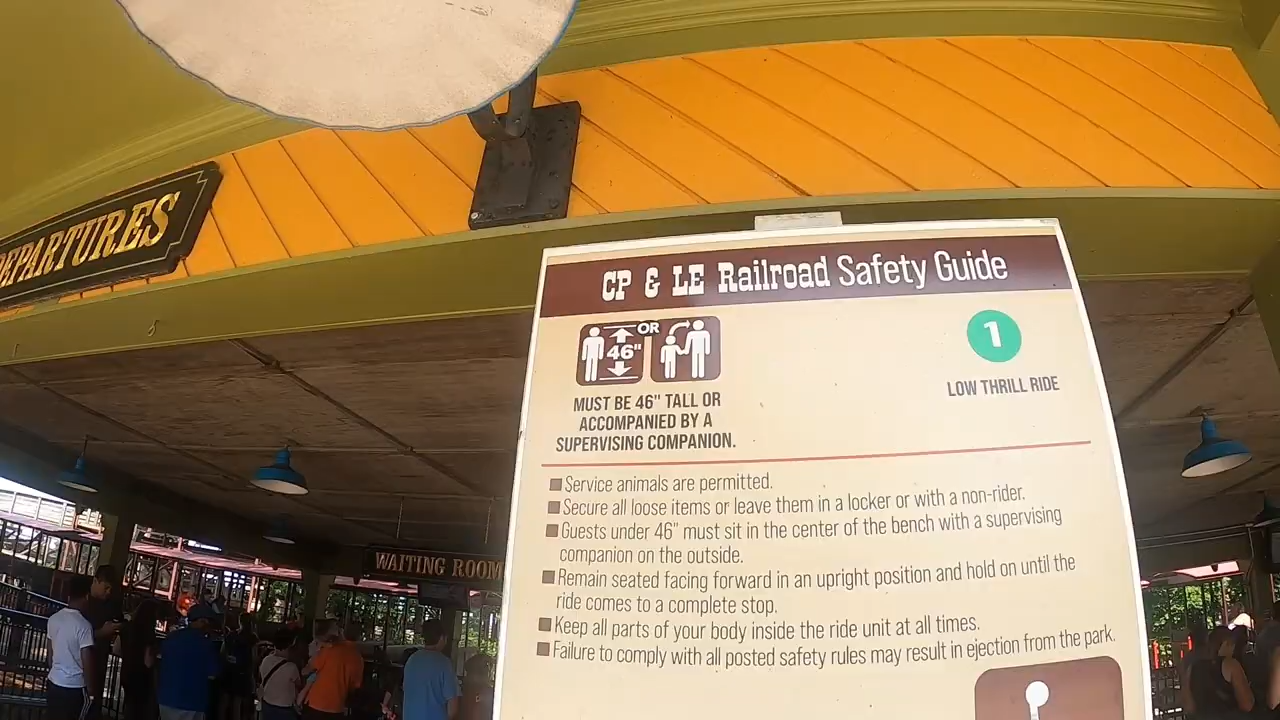 DEPARTURES
CP & LE Railroad Safety Guide
46"
OR
1
LOW THRILL RIDE
MUST BE 46" TALL OR
ACCOMPANIED BY A
SUPERVISING COMPANION.
Service animals are permitted.
Secure all loose items or leave them in a locker or with a non-rider.
Guests under 46" must sit in the center of the bench with a supervising
companion on the outside.
Remain seated facing forward in an upright position and hold on until the
ride comes to a complete stop.
Keep all parts of your body inside the ride unit at all times.
Failure to comply with all posted safety rules may result in ejection from the park.
WAITING ROOM